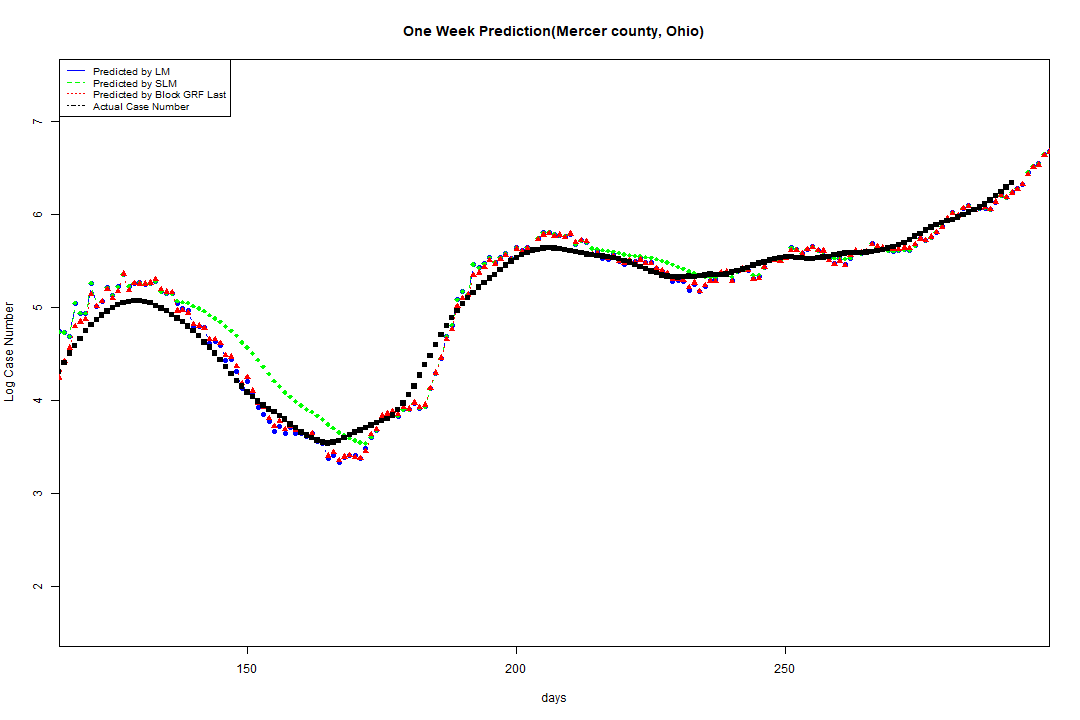 One Week Prediction(Mercer county, Ohio)
Predicted by LM
Predicted by SLM
Predicted by Block GRF Last
Actual Case Number
7
6
5
4
3
2
Log Case Number
150 200 250
days